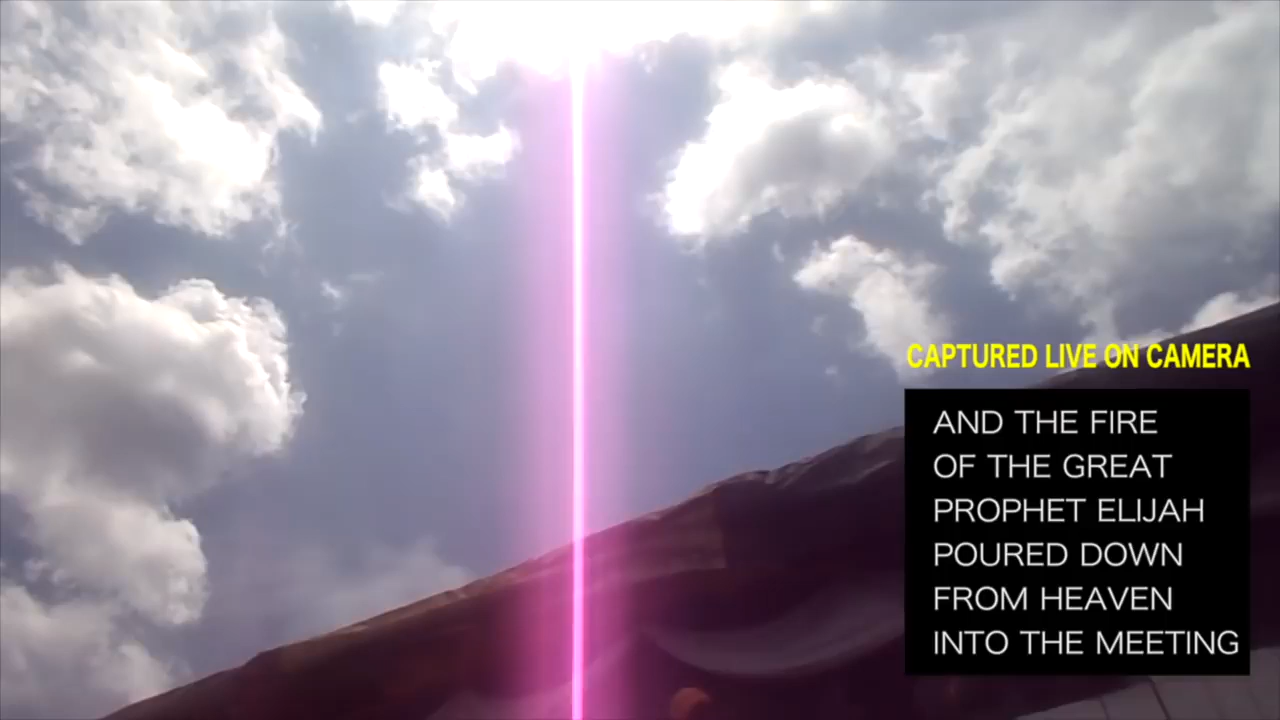 CAPTURED LIVE ON CAMERA
AND THE FIRE
OF THE GREAT
PROPHET ELIJAH
POURED DOWN
FROM HEAVEN
INTO THE MEETING